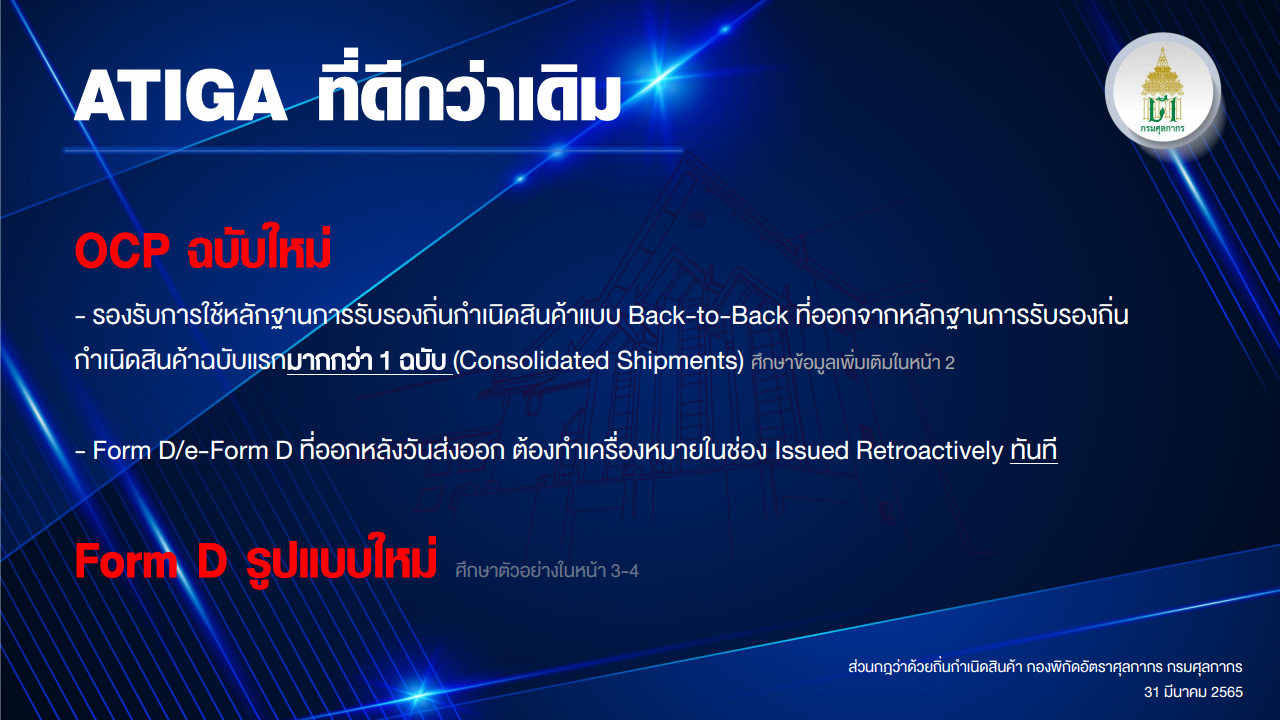 ATIGA ที่ดีกว่าเดิม
กรมศุลกากร
OCP ฉบับใหม่
- รองรับการใช้หลักฐานการรับรองถิ่นกำเนิดสินค้าแบบ Back-to-Back ที่ออกจากหลักฐานการรับรองถิ่น
กำเนิดสินค้าฉบับแรกมากกว่า 1 ฉบับ (Consolidated Shipments) ศึกษาข้อมูลเพิ่มเติมในหน้า 2
- Form D/e-Form D ที่ออกหลังวันส่งออก ต้องทำเครื่องหมายในช่อง Issued Retroactively ทันที
Form D รูปแบบใหม่ ศึกษาตัวอย่างในหน้า 3-4
ส่วนกฎว่าด้วยถิ่นกำเนิดสินค้า กองพิกัดอัตราศุลกากร กรมศุลกากร
31 มีนาคม 2565